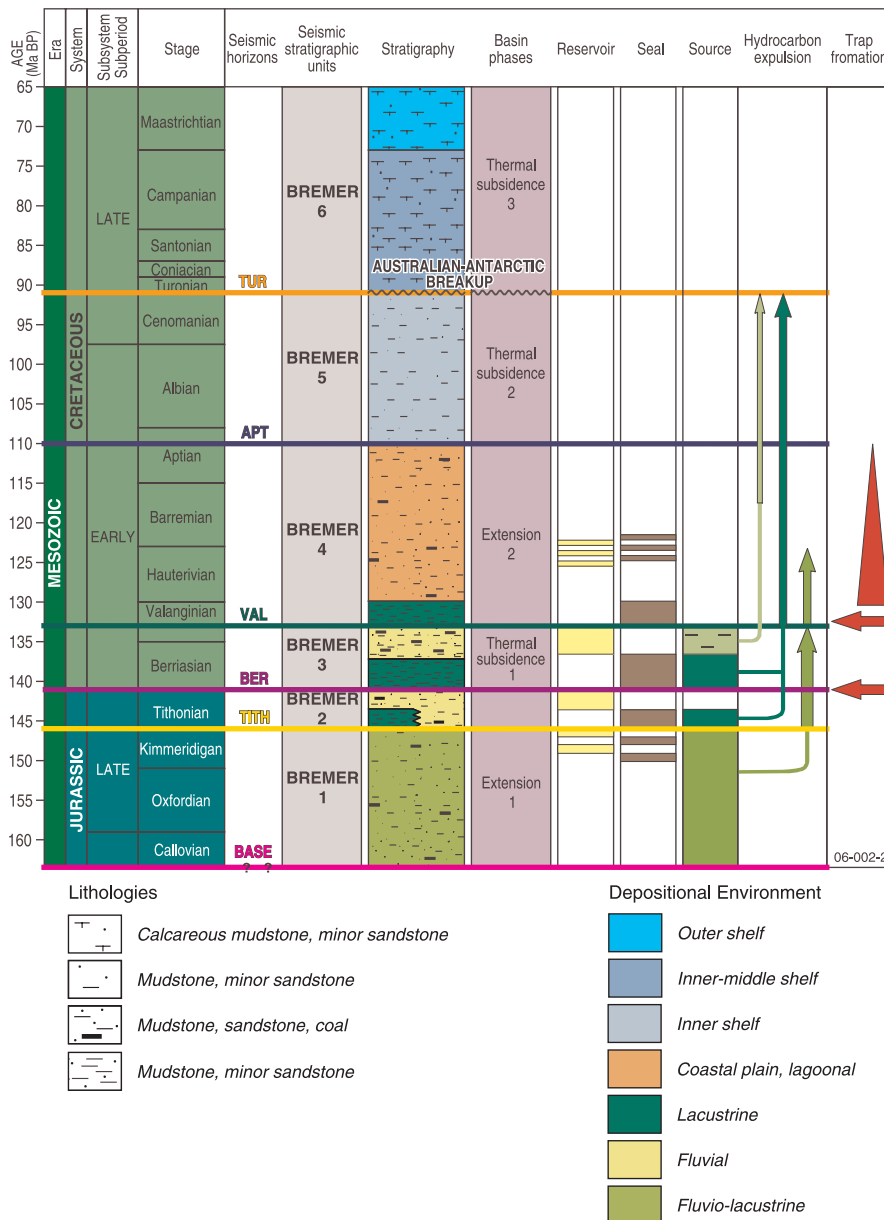 AGE
(Ma BP)
Era
System
Subsystem
Subperiod
Stage
Seismic
horizons
Seismic
stratigraphic
units
Stratigraphy
Basin
phases
Reservoir
Seal
Source
Hydrocarbon
expulsion
Trap
fromation
65
70
75
80
85
90
95
100
105
110
115
120
125
130
135
140
145
150
155
160
MESOZOIC
CRETACEOUS
JURASSIC
LATE
EARLY
LATE
Maastrichtian
Campanian
Santonian
Coniacian
Turonian
Cenomanian
Albian
Aptian
Barremian
Hauterivian
Valanginian
Berriasian
Tithonian
Kimmeridigan
Oxfordian
Callovian
TUR
APT
VAL
BER
TITH
BASE
? ?
BREMER
6
BREMER
5
BREMER
4
BREMER
3
BREMER
2
BREMER
1
AUSTRALIAN-ANTARCTIC
BREAKUP
Thermal
subsidence
3
Thermal
subsidence
2
Extension
2
Thermal
subsidence
1
Extension
1
06-002-2
Lithologies
Calcareous mudstone, minor sandstone
Mudstone, minor sandstone
Mudstone, sandstone, coal
Mudstone, minor sandstone
Depositional Environment
Outer shelf
Inner-middle shelf
Inner shelf
Coastal plain, lagoonal
Lacustrine
Fluvial
Fluvio-lacustrine